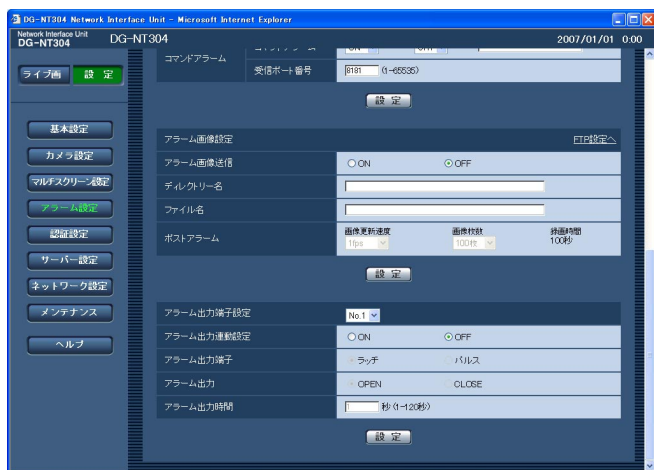 DG-NT304 Network Interface Unit - Microsoft Internet Explorer
Network Interface Unit
DG-NT304 DG-NT304 2007/01/01 0:00
ライブ画 設 定
コマンドアラーム
受信ポート番号 8181 (1-65535)
設 定
基本設定
カメラ設定
マルチスクリーン設定
アラーム設定
認証設定
サーバー設定
ネットワーク設定
メンテナンス
ヘルプ
アラーム画像設定 FTP設定へ
アラーム画像送信 ON OFF
ディレクトリー名
ファイル名
ポストアラーム 画像更新速度 画像枚数 録画時間
1fps 100枚 100秒
設 定
アラーム出力端子設定 No.1
アラーム出力連動設定 ON OFF
アラーム出力端子 ラッチ パルス
アラーム出力 OPEN CLOSE
アラーム出力時間 1 秒(1-120秒)
設 定